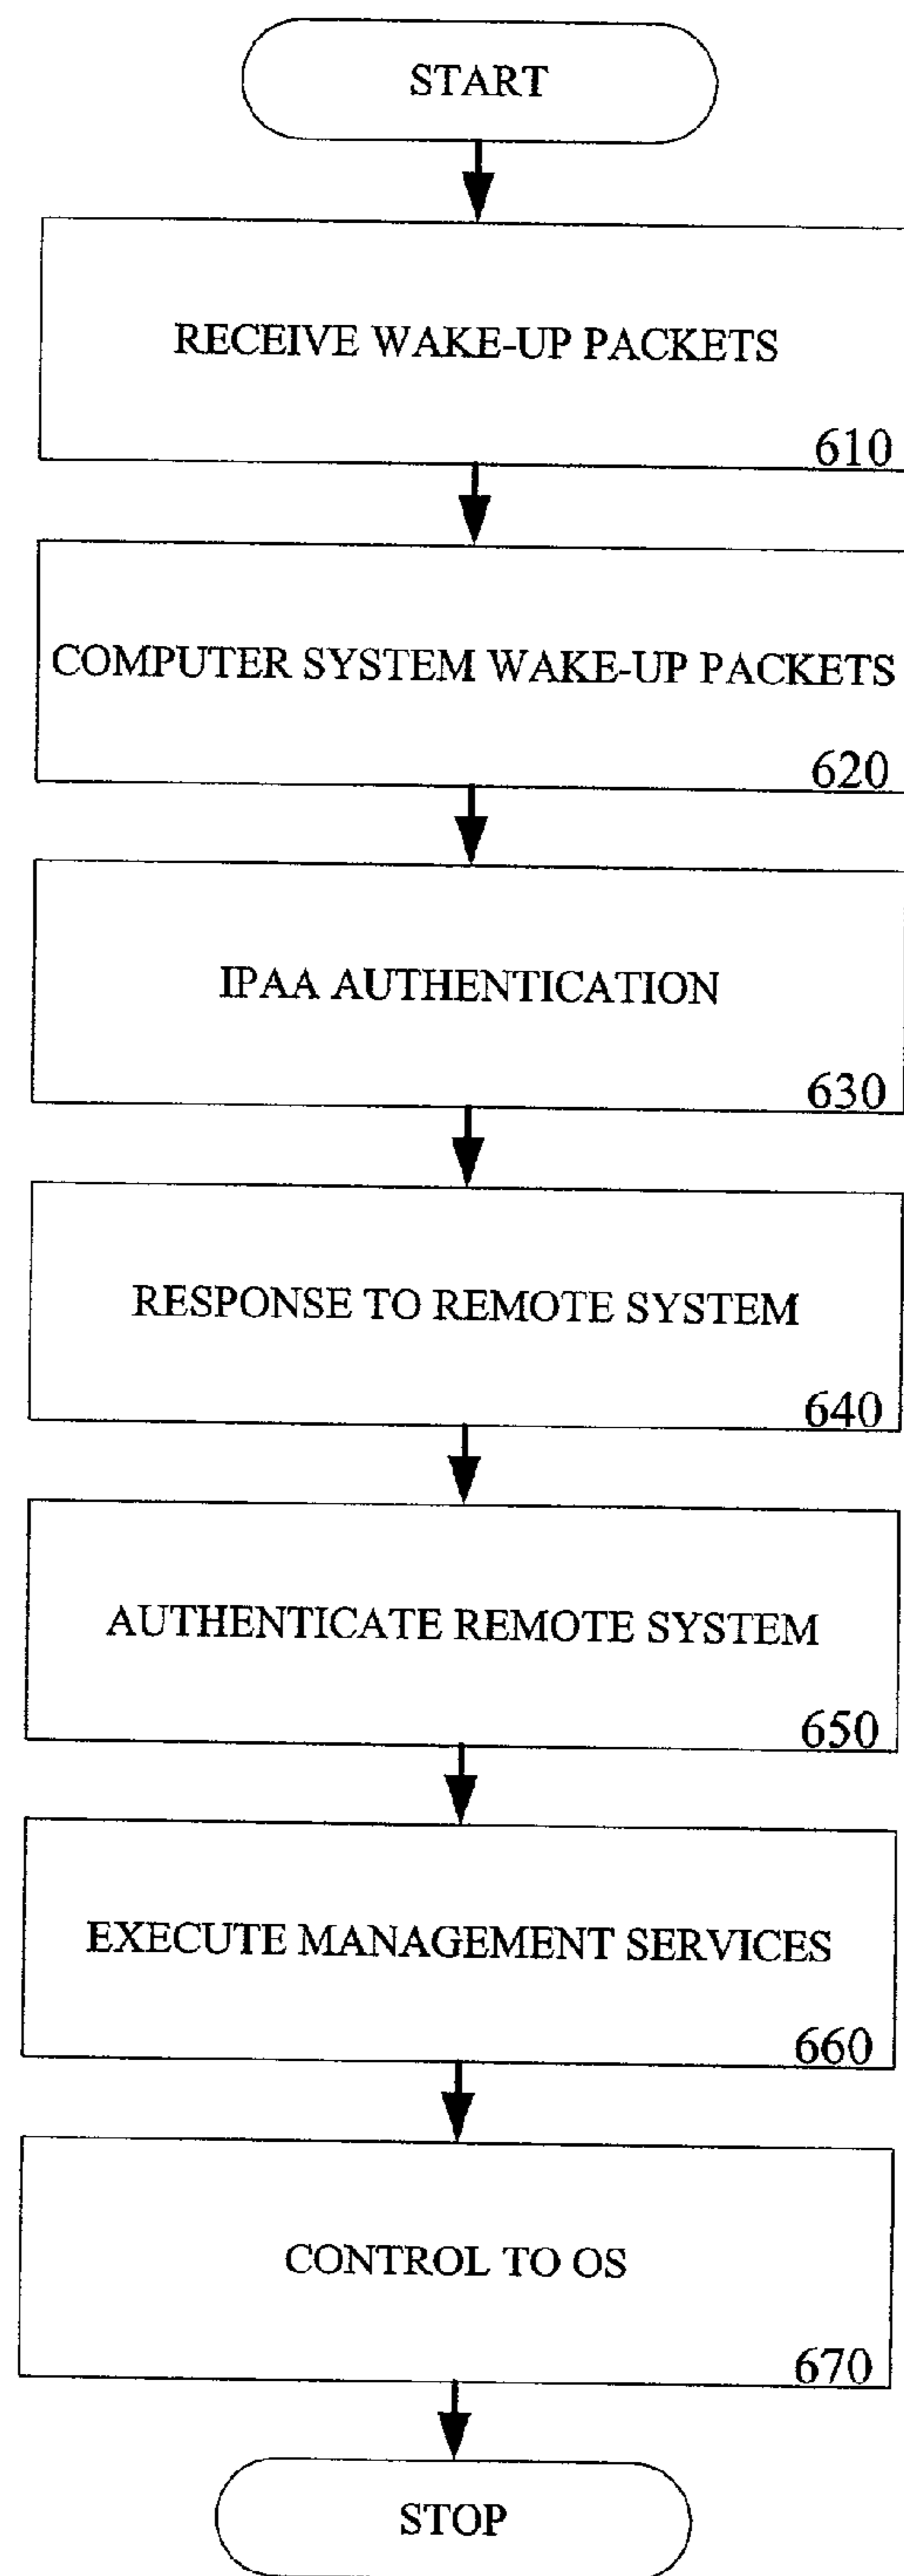 START
RECEIVE WAKE-UP PACKETS
610
COMPUTER SYSTEM WAKE-UP PACKETS
620
IPAA AUTHENTICATION
630
RESPONSE TO REMOTE SYSTEM
640
AUTHENTICATE REMOTE SYSTEM
650
EXECUTE MANAGEMENT SERVICES
660
CONTROL TO OS
670
STOP